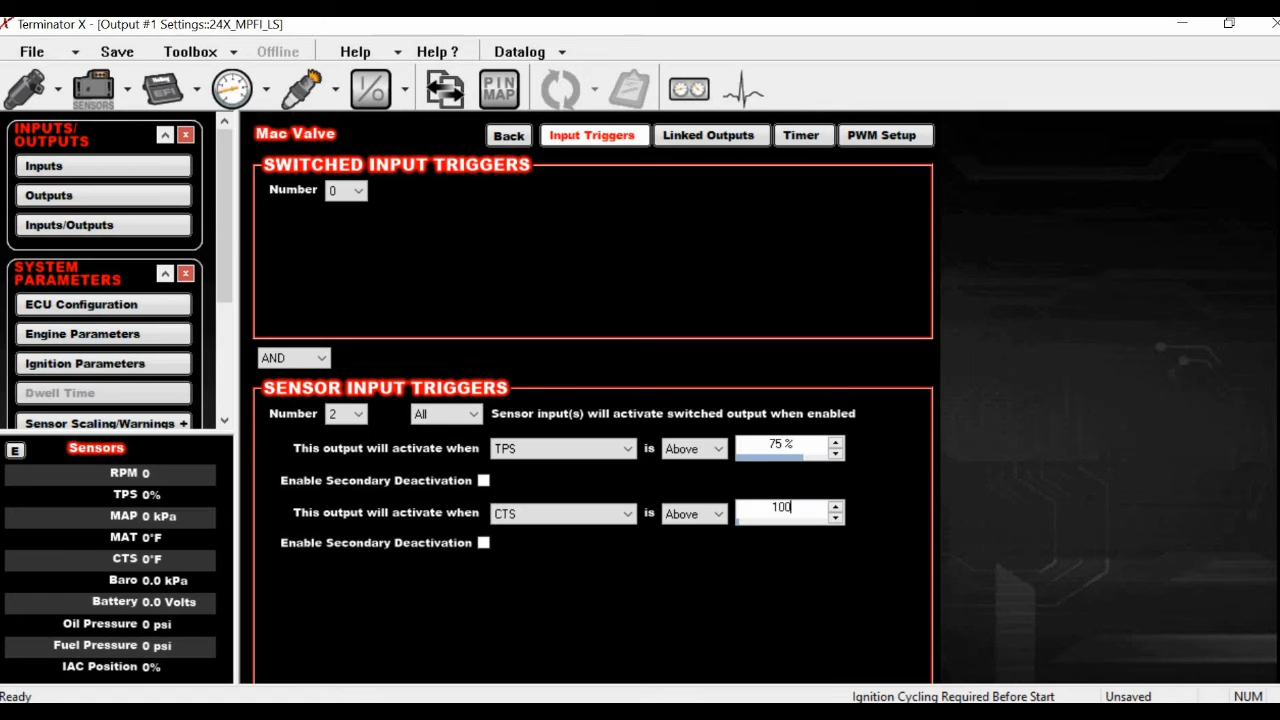 Terminator X - [Output #1 Settings::24X_MPFI_LS]
File Save Toolbox Offline Help Help ? Datalog
SENSORS EFI I/O PIN MAP
INPUTS/
OUTPUTS
Inputs
Outputs
Inputs/Outputs
SYSTEM
PARAMETERS
ECU Configuration
Engine Parameters
Ignition Parameters
Dwell Time
Sensor Scaling/Warnings +
E Sensors
RPM 0
TPS 0%
MAP 0 kPa
MAT 0°F
CTS 0°F
Baro 0.0 kPa
Battery 0.0 Volts
Oil Pressure 0 psi
Fuel Pressure 0 psi
IAC Position 0%
Mac Valve Back Input Triggers Linked Outputs Timer PWM Setup
SWITCHED INPUT TRIGGERS
Number 0
AND
SENSOR INPUT TRIGGERS
Number 2 All Sensor input(s) will activate switched output when enabled
This output will activate when TPS is Above 75 %
Enable Secondary Deactivation
This output will activate when CTS is Above 100
Enable Secondary Deactivation
Ready Ignition Cycling Required Before Start Unsaved NUM